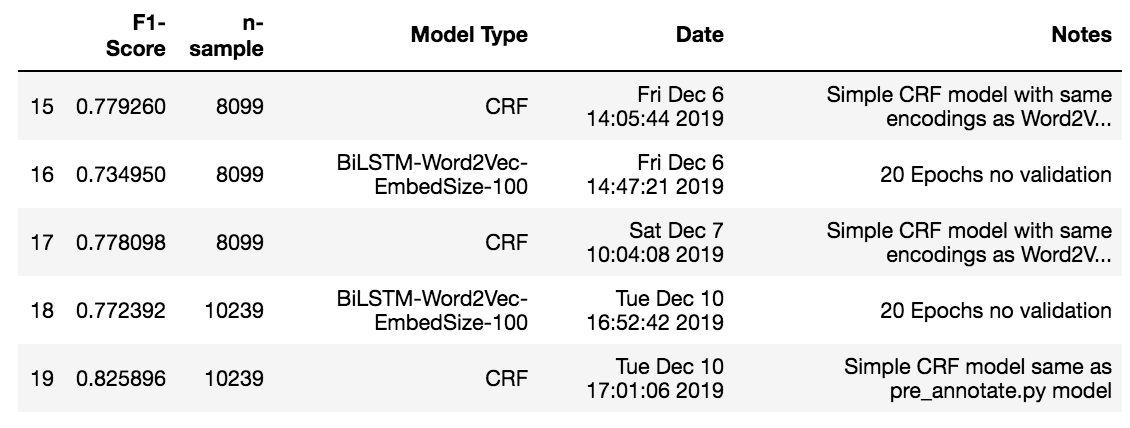 F1-Score n-sample Model Type Date Notes
15 0.779260 8099 CRF Fri Dec 6 14:05:44 2019 Simple CRF model with same encodings as Word2V...
16 0.734950 8099 BiLSTM-Word2Vec-EmbedSize-100 Fri Dec 6 14:47:21 2019 20 Epochs no validation
17 0.778098 8099 CRF Sat Dec 7 10:04:08 2019 Simple CRF model with same encodings as Word2V...
18 0.772392 10239 BiLSTM-Word2Vec-EmbedSize-100 Tue Dec 10 16:52:42 2019 20 Epochs no validation
19 0.825896 10239 CRF Tue Dec 10 17:01:06 2019 Simple CRF model same as pre_annotate.py model